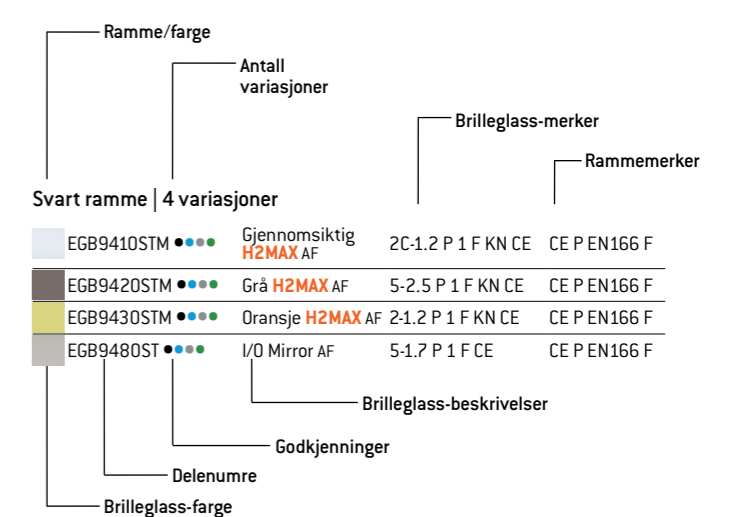 Ramme/farge
Antall
variasjoner
Brilleglass-merker
Rammemerker
Svart ramme | 4 variasjoner
EGB9410STM Gjennomsiktig H2MAX AF 2C-1.2 P 1 F KN CE CE P EN166 F
EGB9420STM Grå H2MAX AF 5-2.5 P 1 F KN CE CE P EN166 F
EGB9430STM Oransje H2MAX AF 2-1.2 P 1 F KN CE CE P EN166 F
EGB9480ST I/O Mirror AF 5-1.7 P 1 F CE CE P EN166 F
Brilleglass-beskrivelser
Godkjenninger
Delenumre
Brilleglass-farge